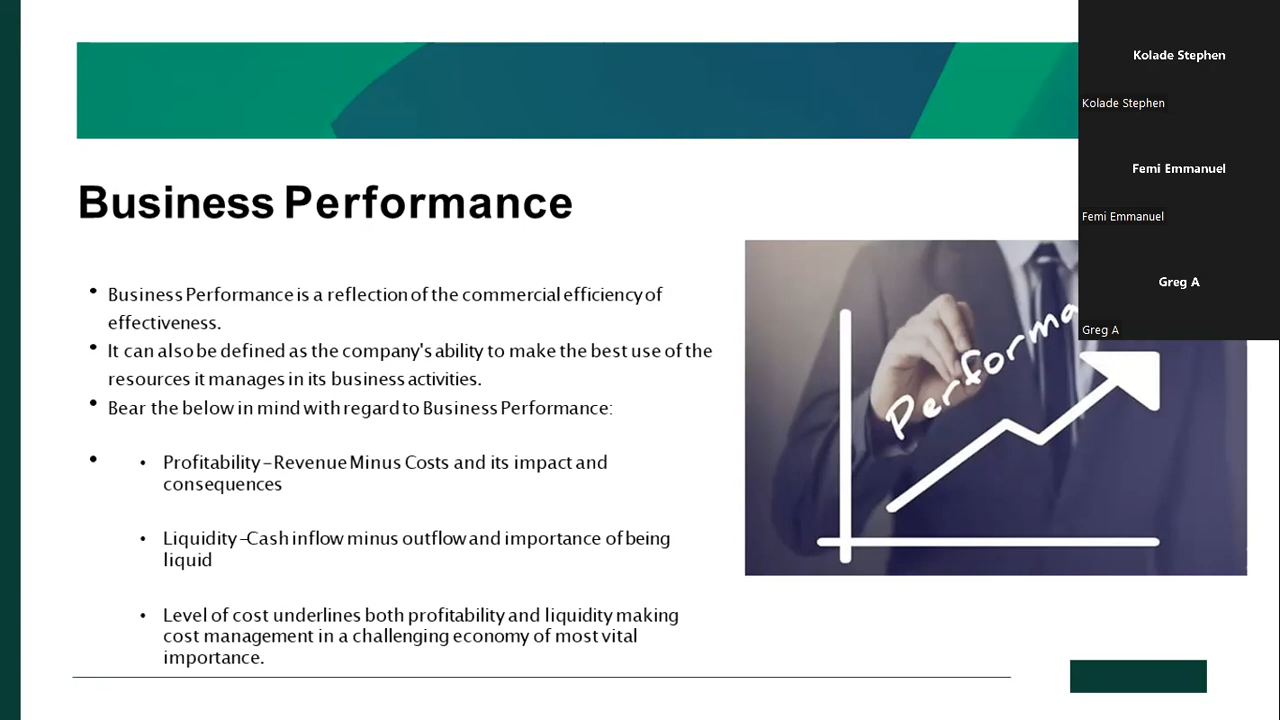 Business Performance
• Business Performance is a reflection of the commercial efficiency of
effectiveness.
• It can also be defined as the company's ability to make the best use of the
resources it manages in its business activities.
• Bear the below in mind with regard to Business Performance:
• • Profitability – Revenue Minus Costs and its impact and
consequences
• Liquidity –Cash inflow minus outflow and importance of being
liquid
• Level of cost underlines both profitability and liquidity making
cost management in a challenging economy of most vital
importance.
Performa
Kolade Stephen
Kolade Stephen
Femi Emmanuel
Femi Emmanuel
Greg A
Greg A